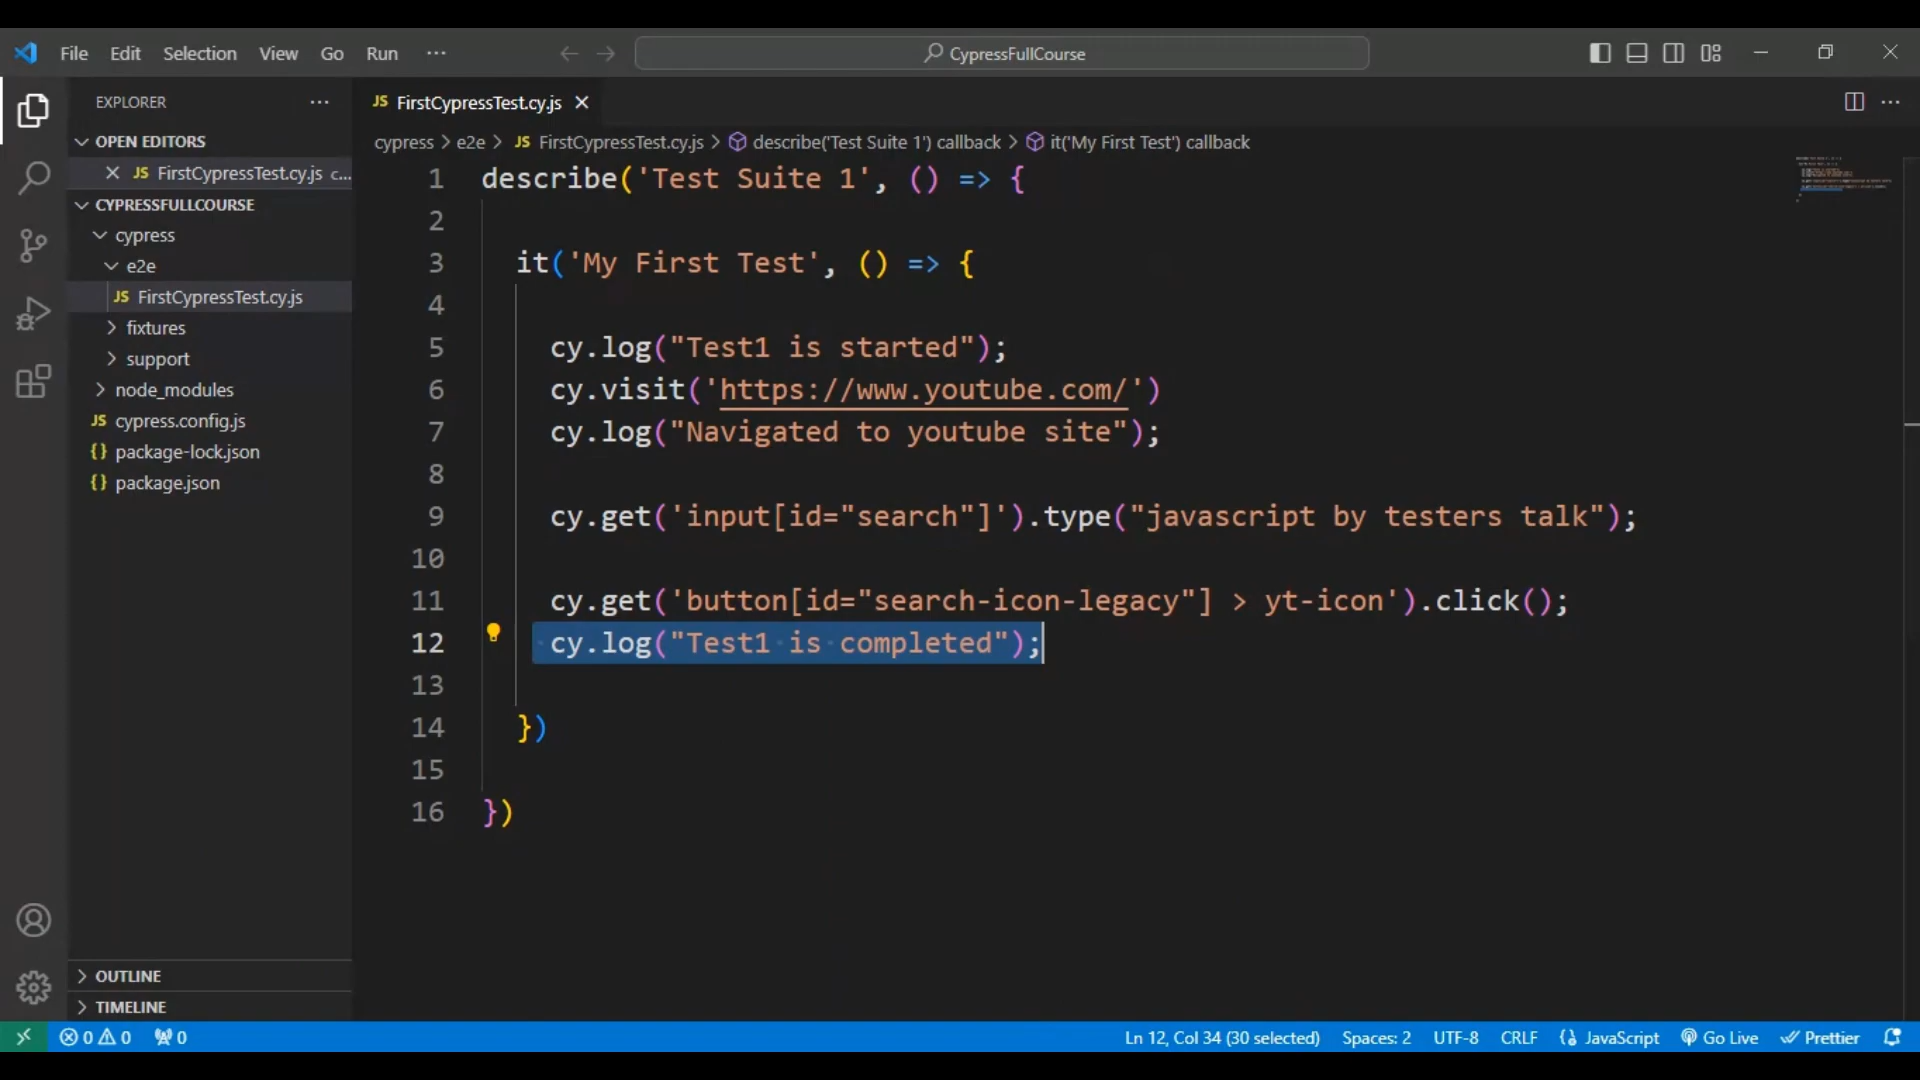 File Edit Selection View Go Run ···
CypressFullCourse
EXPLORER ···
JS FirstCypressTest.cy.js
OPEN EDITORS
JS FirstCypressTest.cy.js c...
CYPRESSFULLCOURSE
cypress
e2e
JS FirstCypressTest.cy.js
fixtures
support
node_modules
JS cypress.config.js
{} package-lock.json
{} package.json
OUTLINE
TIMELINE
cypress > e2e > JS FirstCypressTest.cy.js > describe('Test Suite 1') callback > it('My First Test') callback
1 describe('Test Suite 1', () => {
2
3 it('My First Test', () => {
4
5 cy.log("Test1 is started");
6 cy.visit('https://www.youtube.com/')
7 cy.log("Navigated to youtube site");
8
9 cy.get('input[id="search"]').type("javascript by testers talk");
10
11 cy.get('button[id="search-icon-legacy"] > yt-icon').click();
12 cy.log("Test1 is completed");
13
14 })
15
16 })
0 0 0 Ln 12, Col 34 (30 selected) Spaces: 2 UTF-8 CRLF JavaScript Go Live Prettier